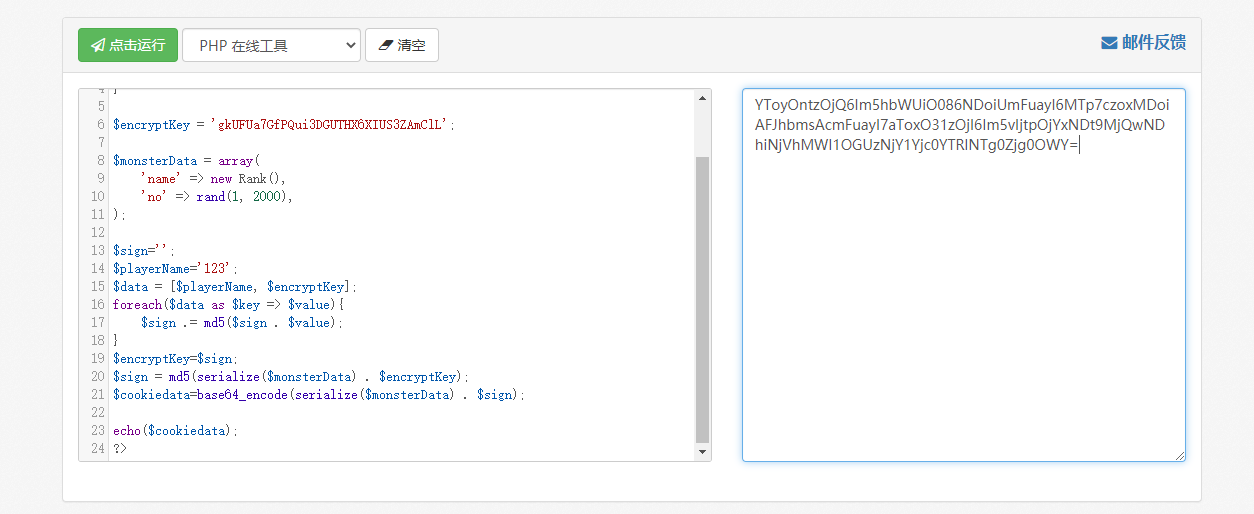 点击运行
PHP 在线工具
清空
邮件反馈
4 }
5
6 $encryptKey = 'gkUFUa7GfPQui3DGUTHX6XIUS3ZAmClL';
7
8 $monsterData = array(
9 'name' => new Rank(),
10 'no' => rand(1, 2000),
11 );
12
13 $sign='';
14 $playerName='123';
15 $data = [$playerName, $encryptKey];
16 foreach($data as $key => $value){
17 $sign .= md5($sign . $value);
18 }
19 $encryptKey=$sign;
20 $sign = md5(serialize($monsterData) . $encryptKey);
21 $cookiedata=base64_encode(serialize($monsterData) . $sign);
22
23 echo($cookiedata);
24 ?>
YToyOntzOjQ6Im5hbWUiO086NDoiUmFuayI6MTp7czoxMDoi
AFJhbmsAcmFuayI7aToxO31zOjI6Im5vIjtpOjYxNDt9MjQwND
hiNjVhMWI1OGUzNjY1Yjc0YTRlNTg0Zjg0OWY=